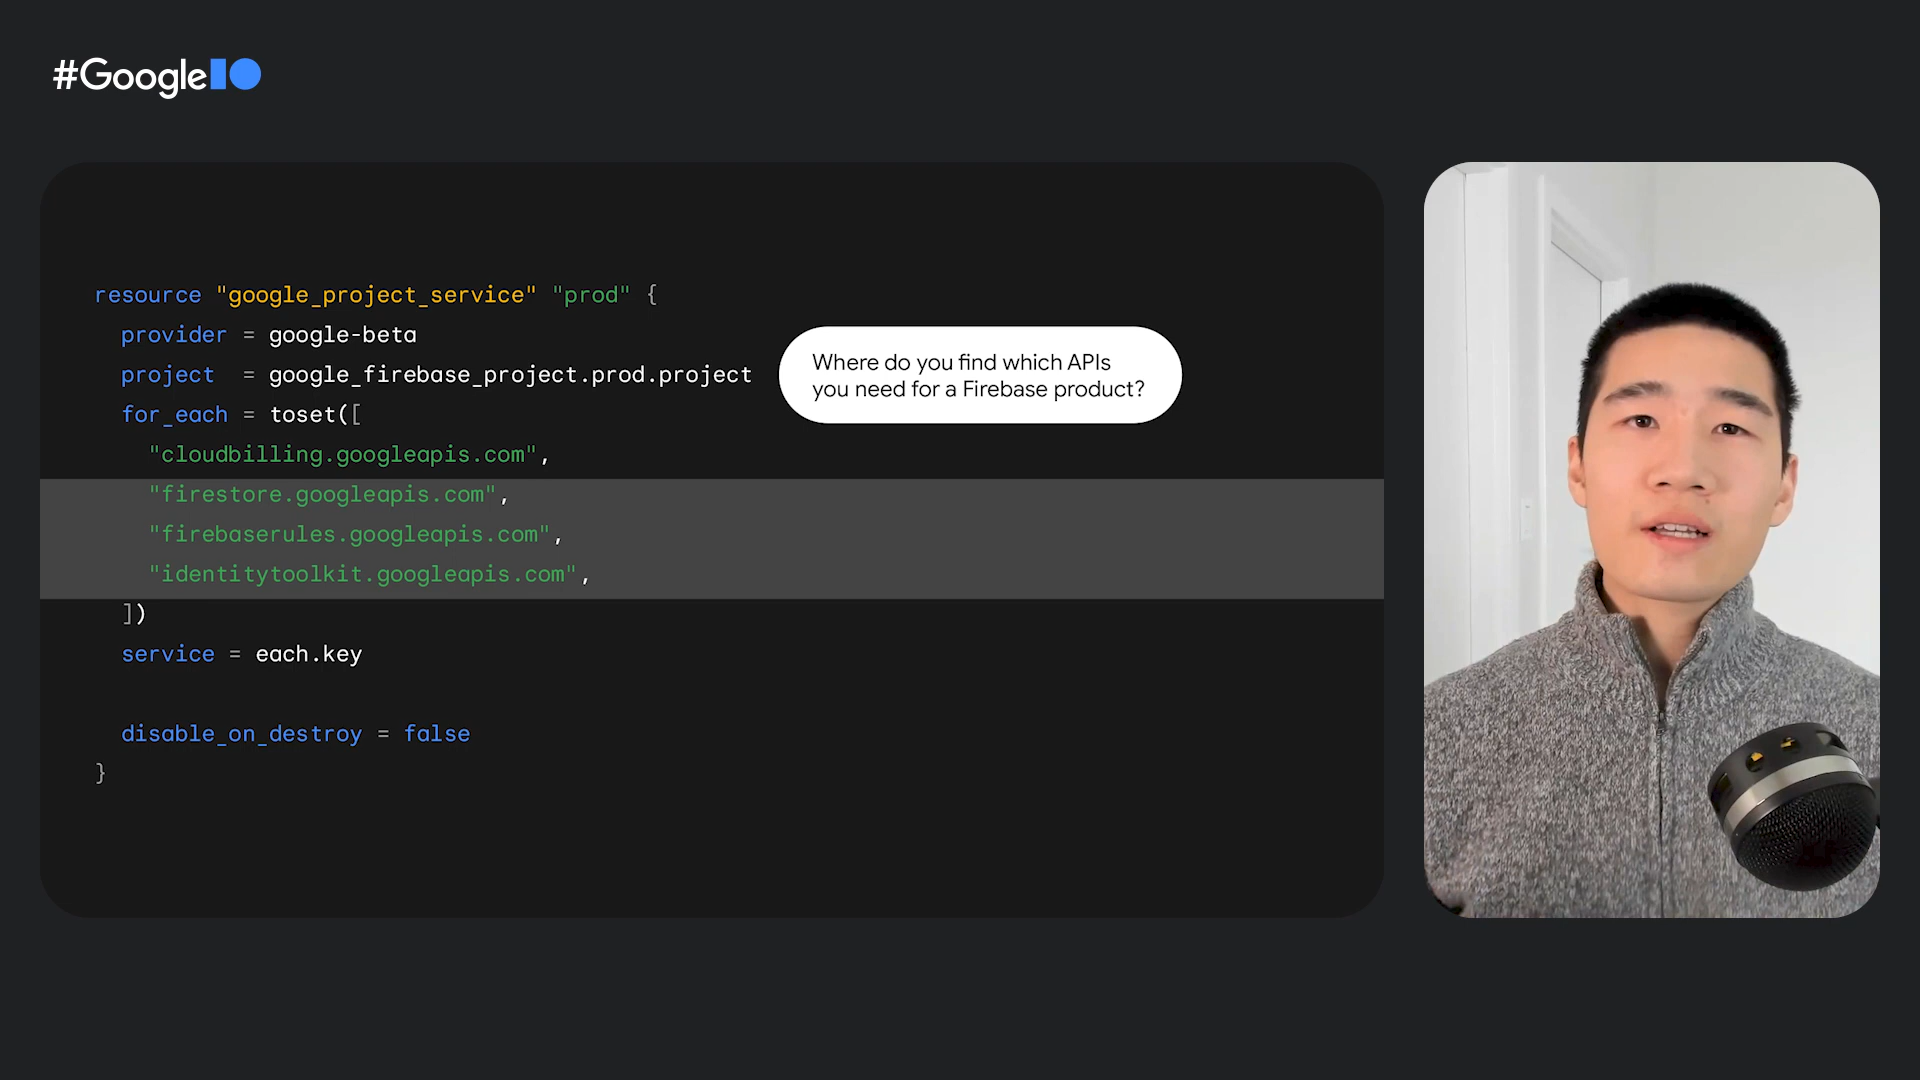 #GoogleIO
resource "google_project_service" "prod" {
provider = google-beta
project = google_firebase_project.prod.project
for_each = toset([
"cloudbilling.googleapis.com",
"firestore.googleapis.com",
"firebaserules.googleapis.com",
"identitytoolkit.googleapis.com",
])
service = each.key
disable_on_destroy = false
}
Where do you find which APIs
you need for a Firebase product?